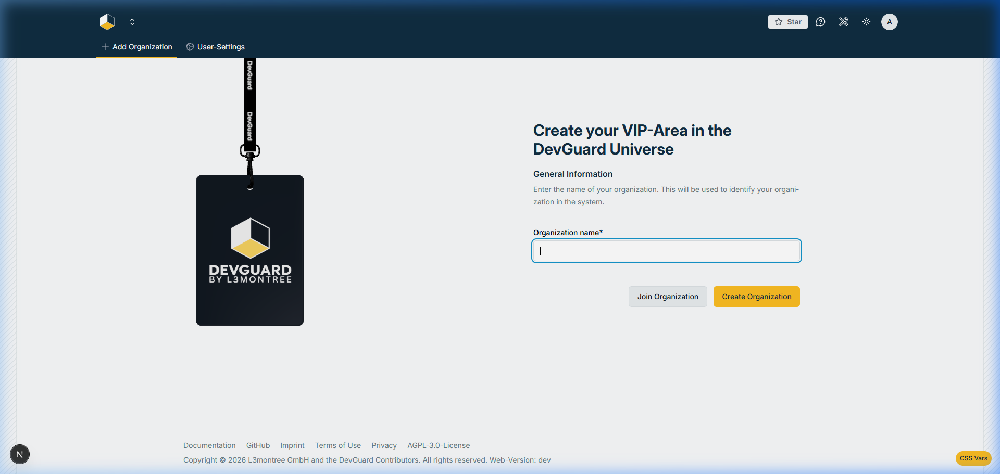 Star
A
Add Organization
User-Settings
DevGuard
DevGuard
DEVGUARD
BY L3MONTREE
Create your VIP-Area in the
DevGuard Universe
General Information
Enter the name of your organization. This will be used to identify your organi-
zation in the system.
Organization name*
Join Organization
Create Organization
Documentation
GitHub
Imprint
Terms of Use
Privacy
AGPL-3.0-License
Copyright © 2026 L3montree GmbH and the DevGuard Contributors. All rights reserved. Web-Version: dev
N
CSS Vars